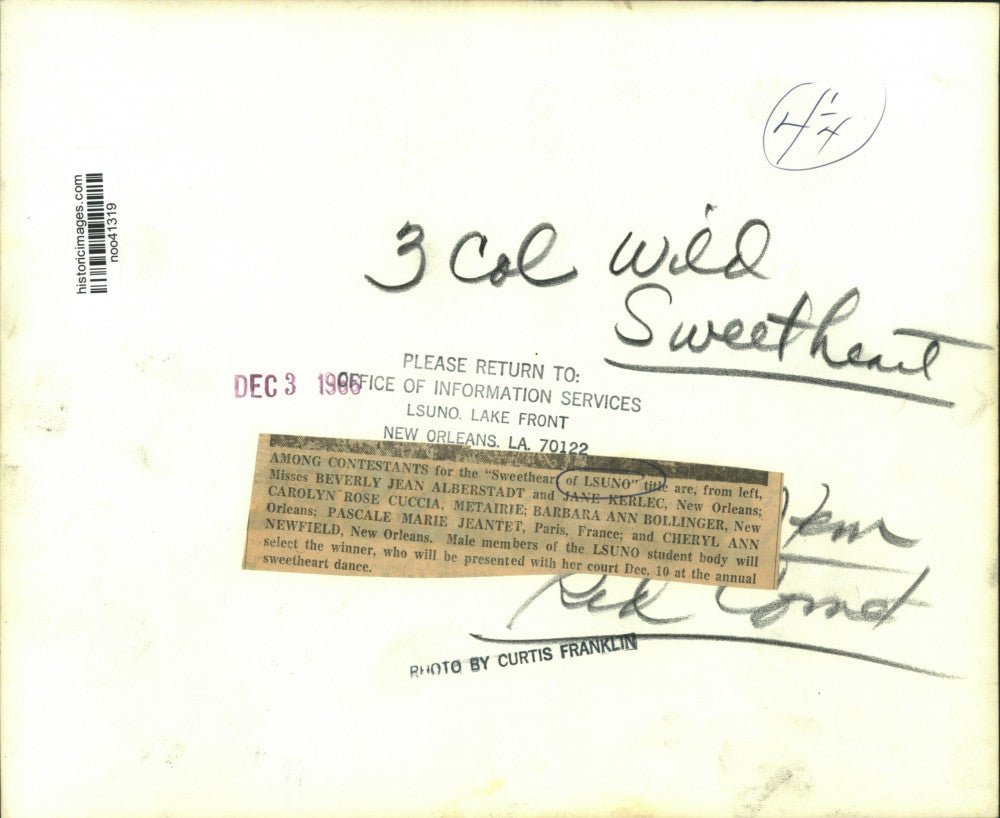 4 1/4
historicimages.com
noo41319
3 Col Wild
Sweetheart
PLEASE RETURN TO:
DEC 3 1966
OFFICE OF INFORMATION SERVICES
LSUNO. LAKE FRONT
NEW ORLEANS. LA. 70122
AMONG CONTESTANTS for the "Sweetheart of LSUNO" title are, from left,
Misses BEVERLY JEAN ALBERSTADT and JANE KERLEC, New Orleans;
CAROLYN ROSE CUCCIA, METAIRIE; BARBARA ANN BOLLINGER, New
Orleans; PASCALE MARIE JEANTET, Paris, France; and CHERYL ANN
NEWFIELD, New Orleans. Male members of the LSUNO student body will
select the winner, who will be presented with her court Dec. 10 at the annual
sweetheart dance.
Red
PHOTO BY CURTIS FRANKLIN